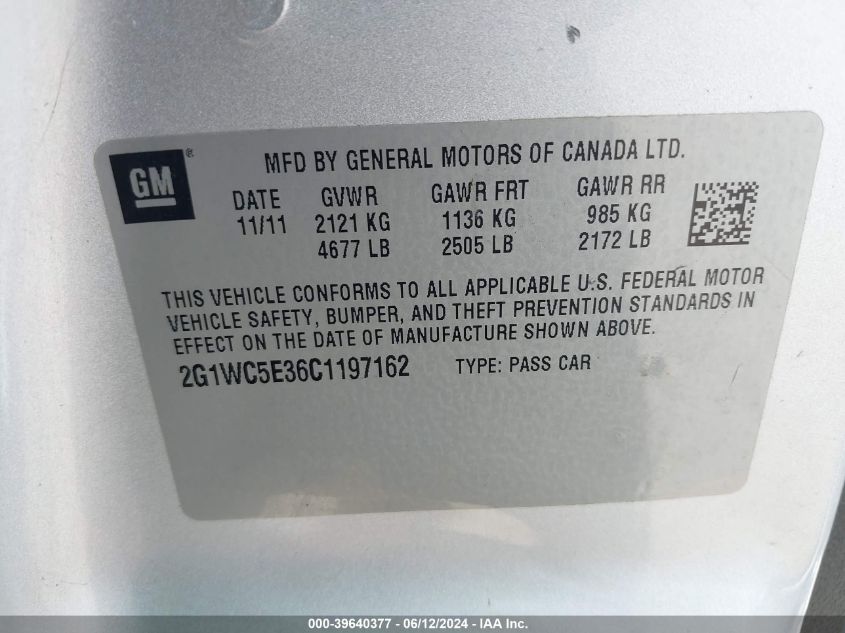 GM ®
MFD BY GENERAL MOTORS OF CANADA LTD.
DATE GVWR GAWR FRT GAWR RR
11/11 2121 KG 1136 KG 985 KG
4677 LB 2505 LB 2172 LB
THIS VEHICLE CONFORMS TO ALL APPLICABLE U.S. FEDERAL MOTOR
VEHICLE SAFETY, BUMPER, AND THEFT PREVENTION STANDARDS IN
EFFECT ON THE DATE OF MANUFACTURE SHOWN ABOVE.
2G1WC5E36C1197162 TYPE: PASS CAR
000-39640377 - 06/12/2024 - IAA Inc.